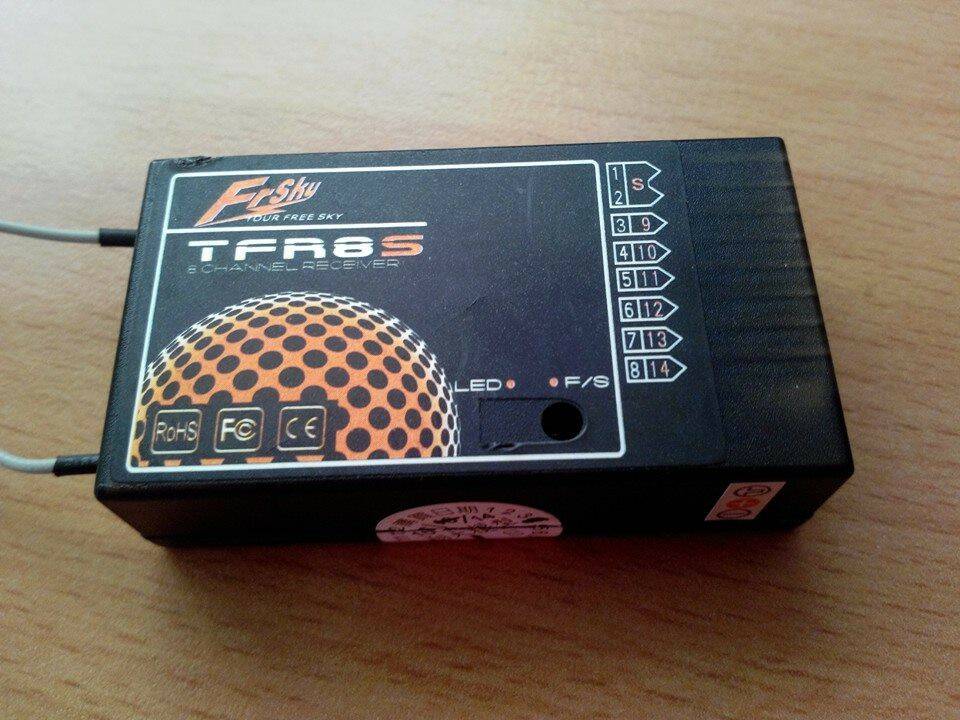 FrSky
YOUR FREE SKY
TFR8S
8 CHANNEL RECEIVER
1
S
2
3 9
4 10
5 11
6 12
7 13
8 14
LED
F/S
RoHS FC CE